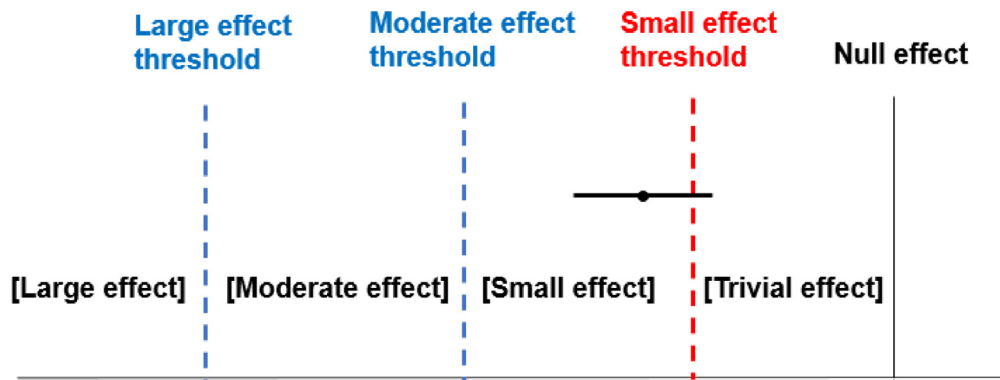 Large effect
threshold
Moderate effect
threshold
Small effect
threshold
Null effect
[Large effect]
[Moderate effect]
[Small effect]
[Trivial effect]